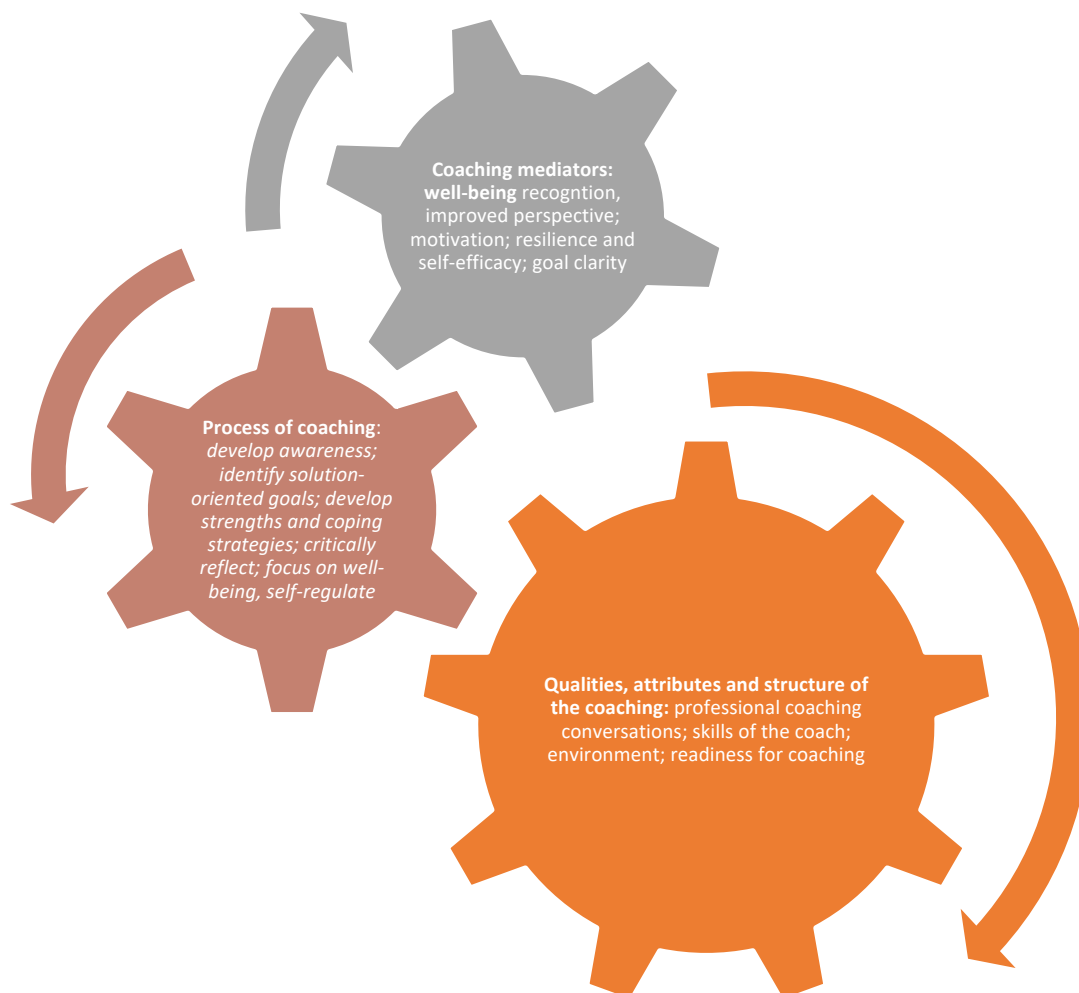 Coaching mediators:
well-being recogntion,
improved perspective;
motivation; resilience and
self-efficacy; goal clarity
Process of coaching:
develop awareness;
identify solution-
oriented goals; develop
strengths and coping
strategies; critically
reflect; focus on well-
being, self-regulate
Qualities, attributes and structure of
the coaching: professional coaching
conversations; skills of the coach;
environment; readiness for coaching